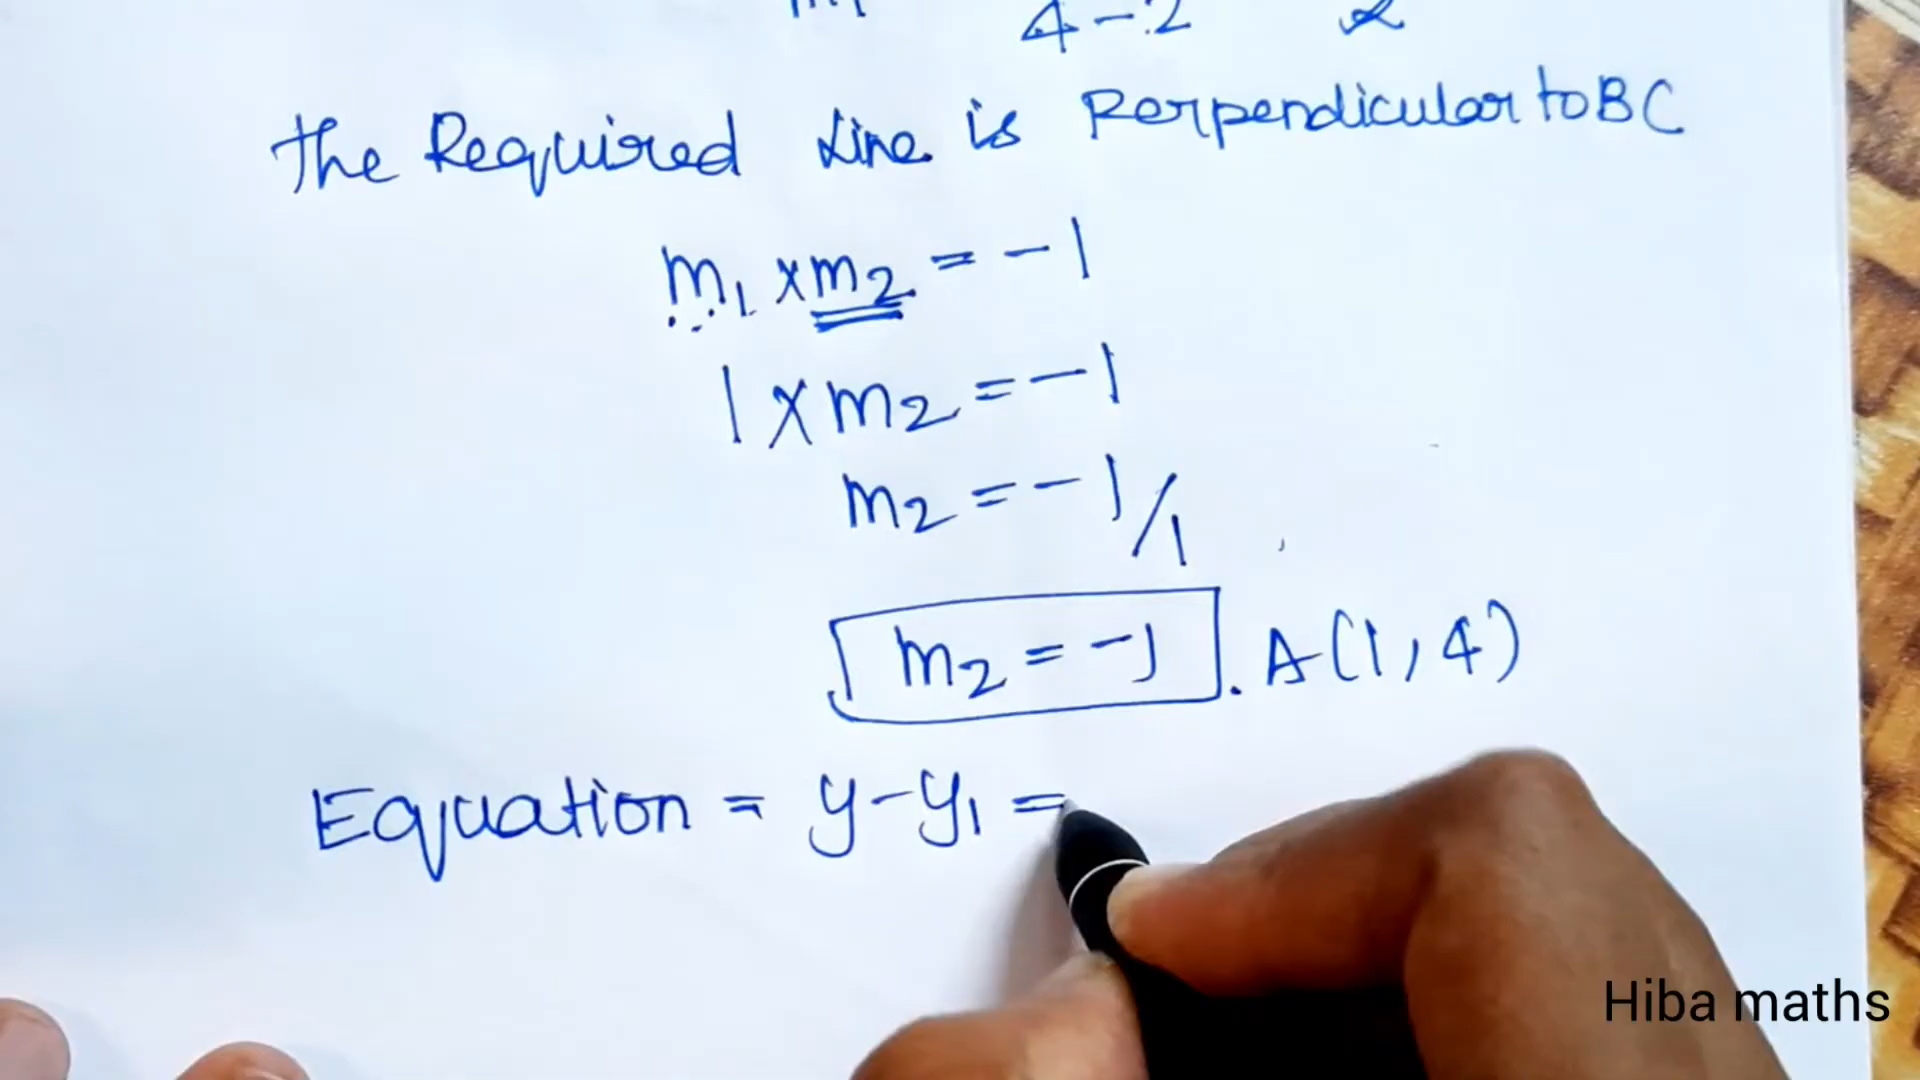 4-2 2
the Required Line is Perpendicular to BC
m1 x m2 = -1
1 x m2 = -1
m2 = -1/1
m2 = -1 . A(1,4)
Equation = y-y1 =
Hiba maths